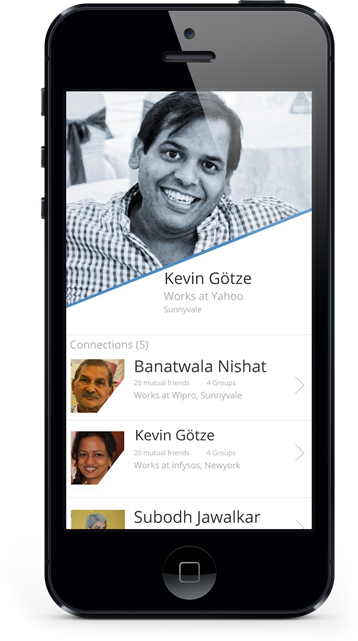 Kevin Götze
Works at Yahoo
Sunnyvale
Connections (5)
Banatwala Nishat
20 mutual friends 4 Groups
Works at Wipro, Sunnyvale
Kevin Götze
20 mutual friends 4 Groups
Works at infysos, Newyork
Subodh Jawalkar